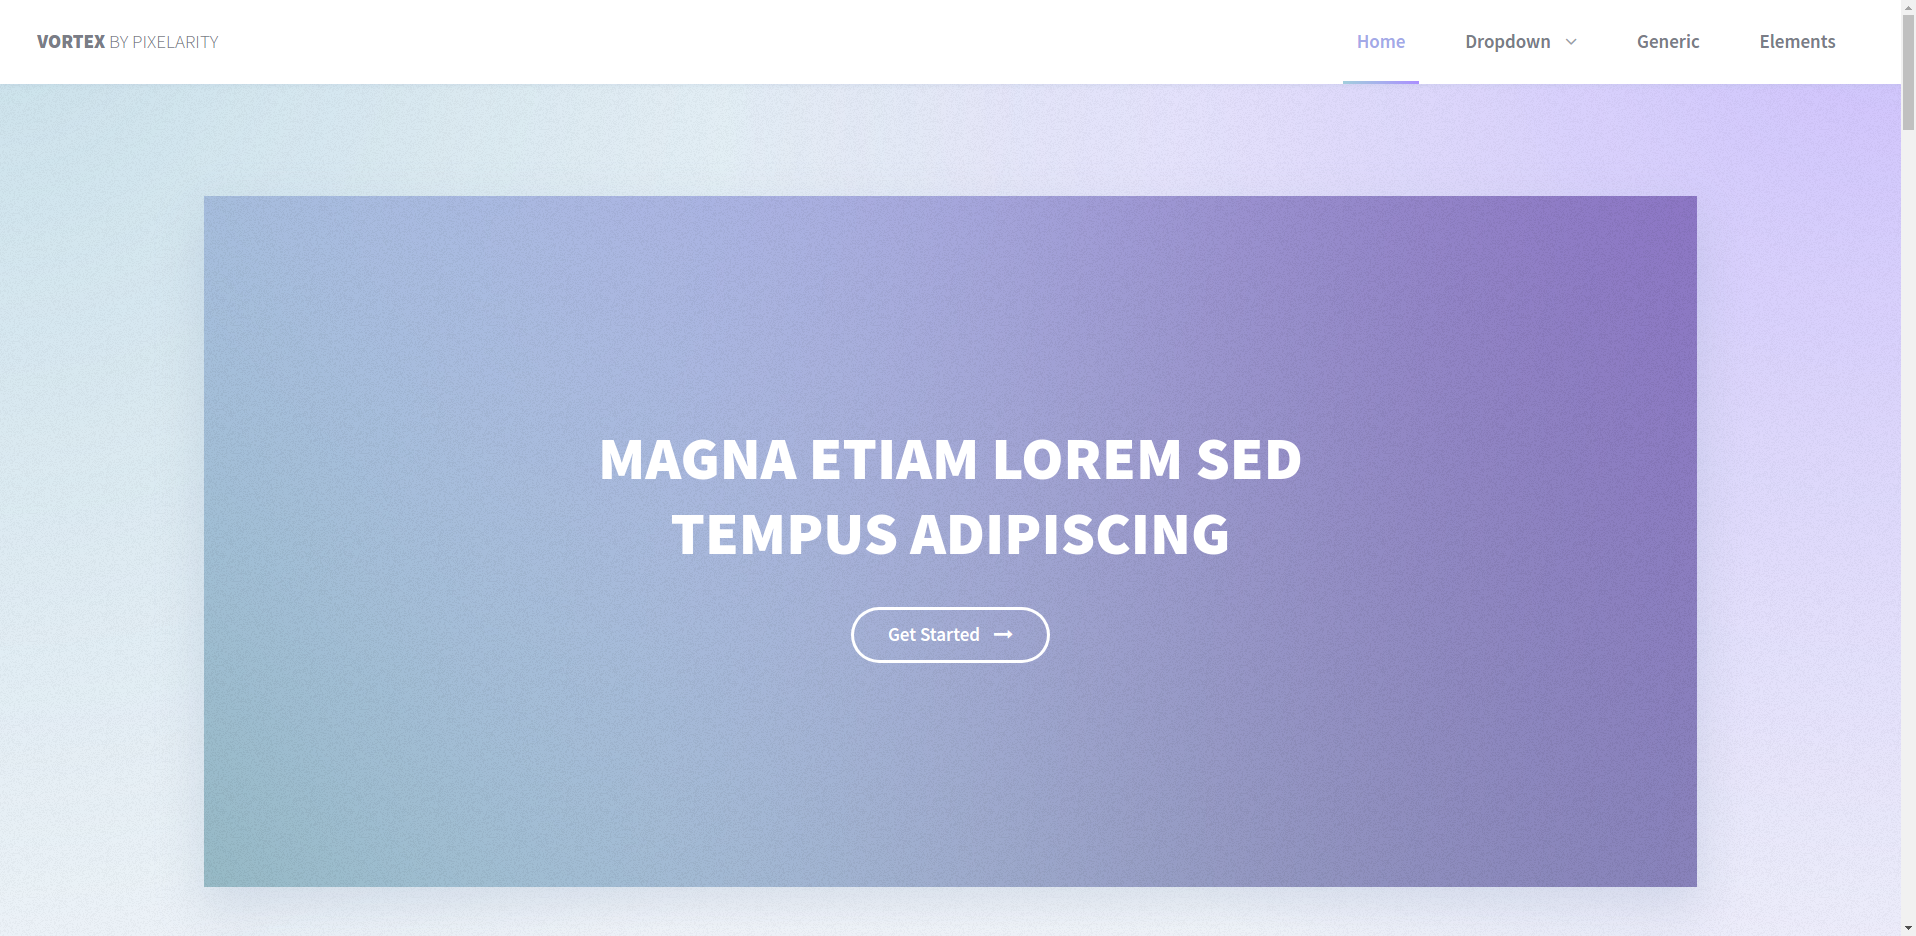 VORTEX BY PIXELARITY
Home Dropdown Generic Elements
MAGNA ETIAM LOREM SED
TEMPUS ADIPISCING
Get Started